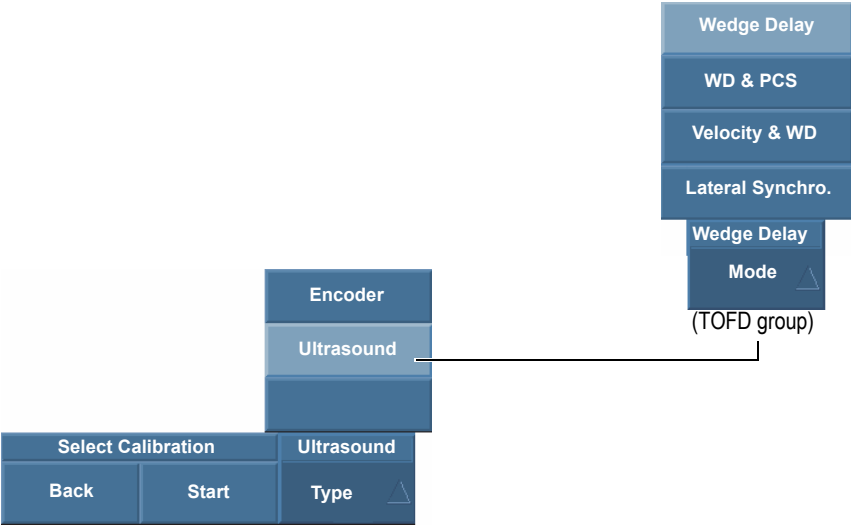 Wedge Delay
WD & PCS
Velocity & WD
Lateral Synchro.
Wedge Delay
Mode
(TOFD group)
Encoder
Ultrasound
Select Calibration
Ultrasound
Back
Start
Type